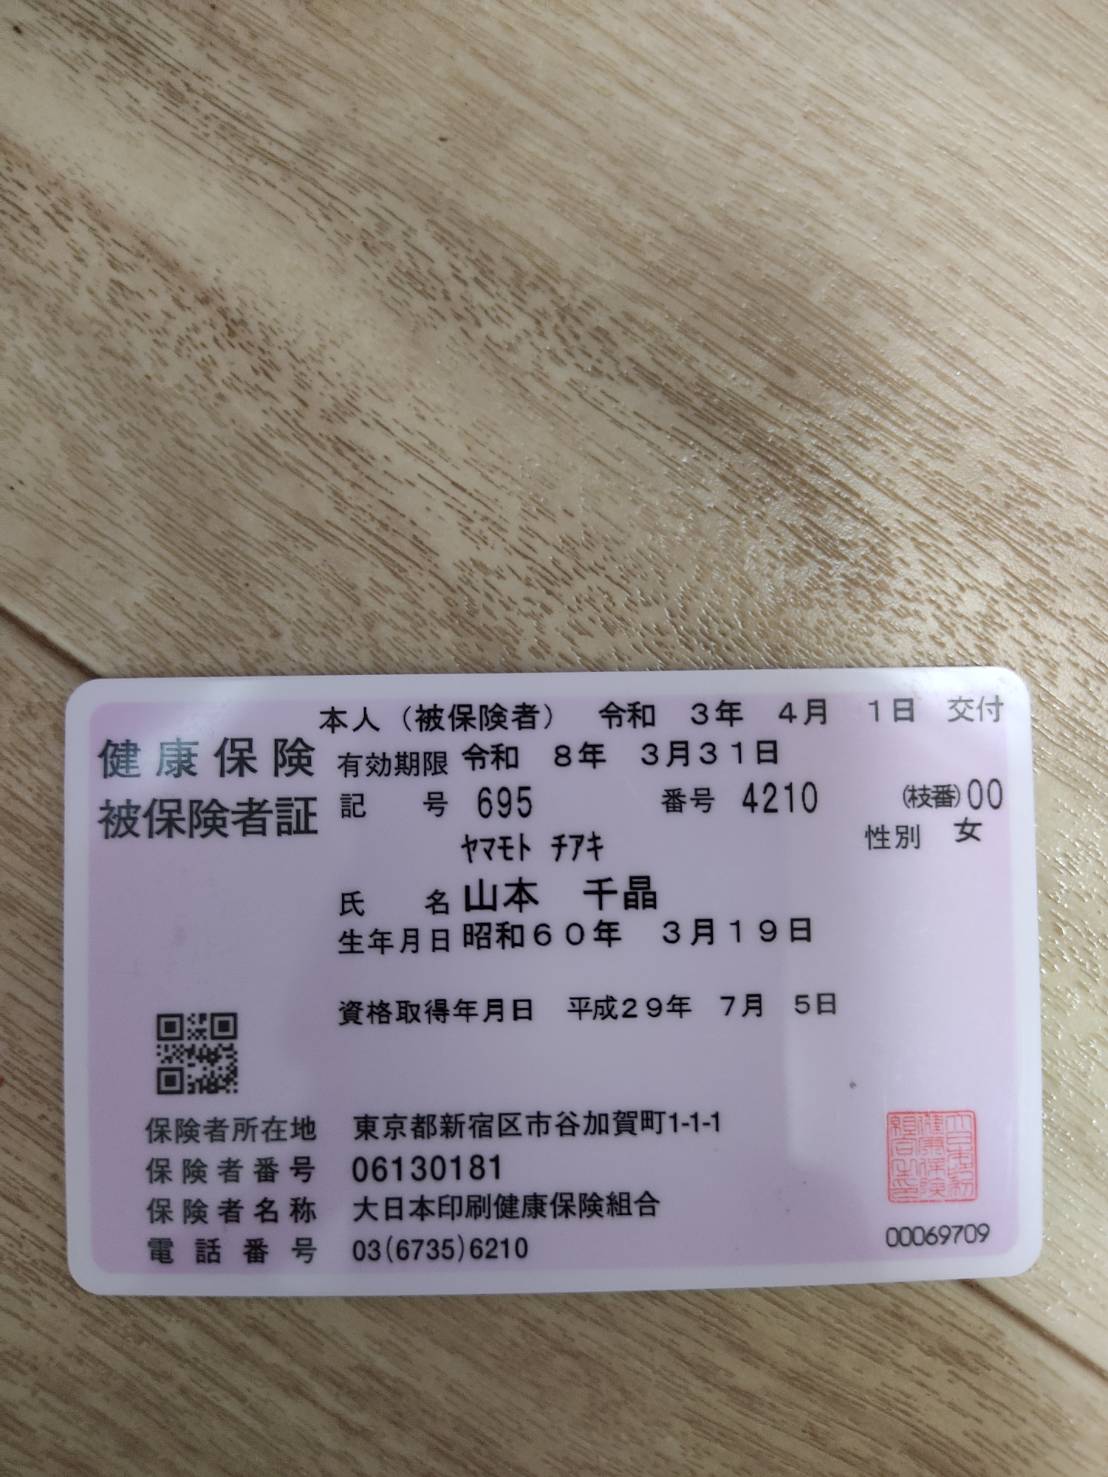 本人（被保険者） 令和 3年 4月 1日 交付
健康保険
被保険者証
有効期限 令和 8年 3月31日
記号 695 番号 4210 (枝番)00
性別 女
ﾔﾏﾓﾄ ﾁｱｷ
氏名 山本 千晶
生年月日 昭和60年 3月19日
資格取得年月日 平成29年 7月 5日
保険者所在地 東京都新宿区市谷加賀町1-1-1
保険者番号 06130181
保険者名称 大日本印刷健康保険組合
電話番号 03(6735)6210
00069709